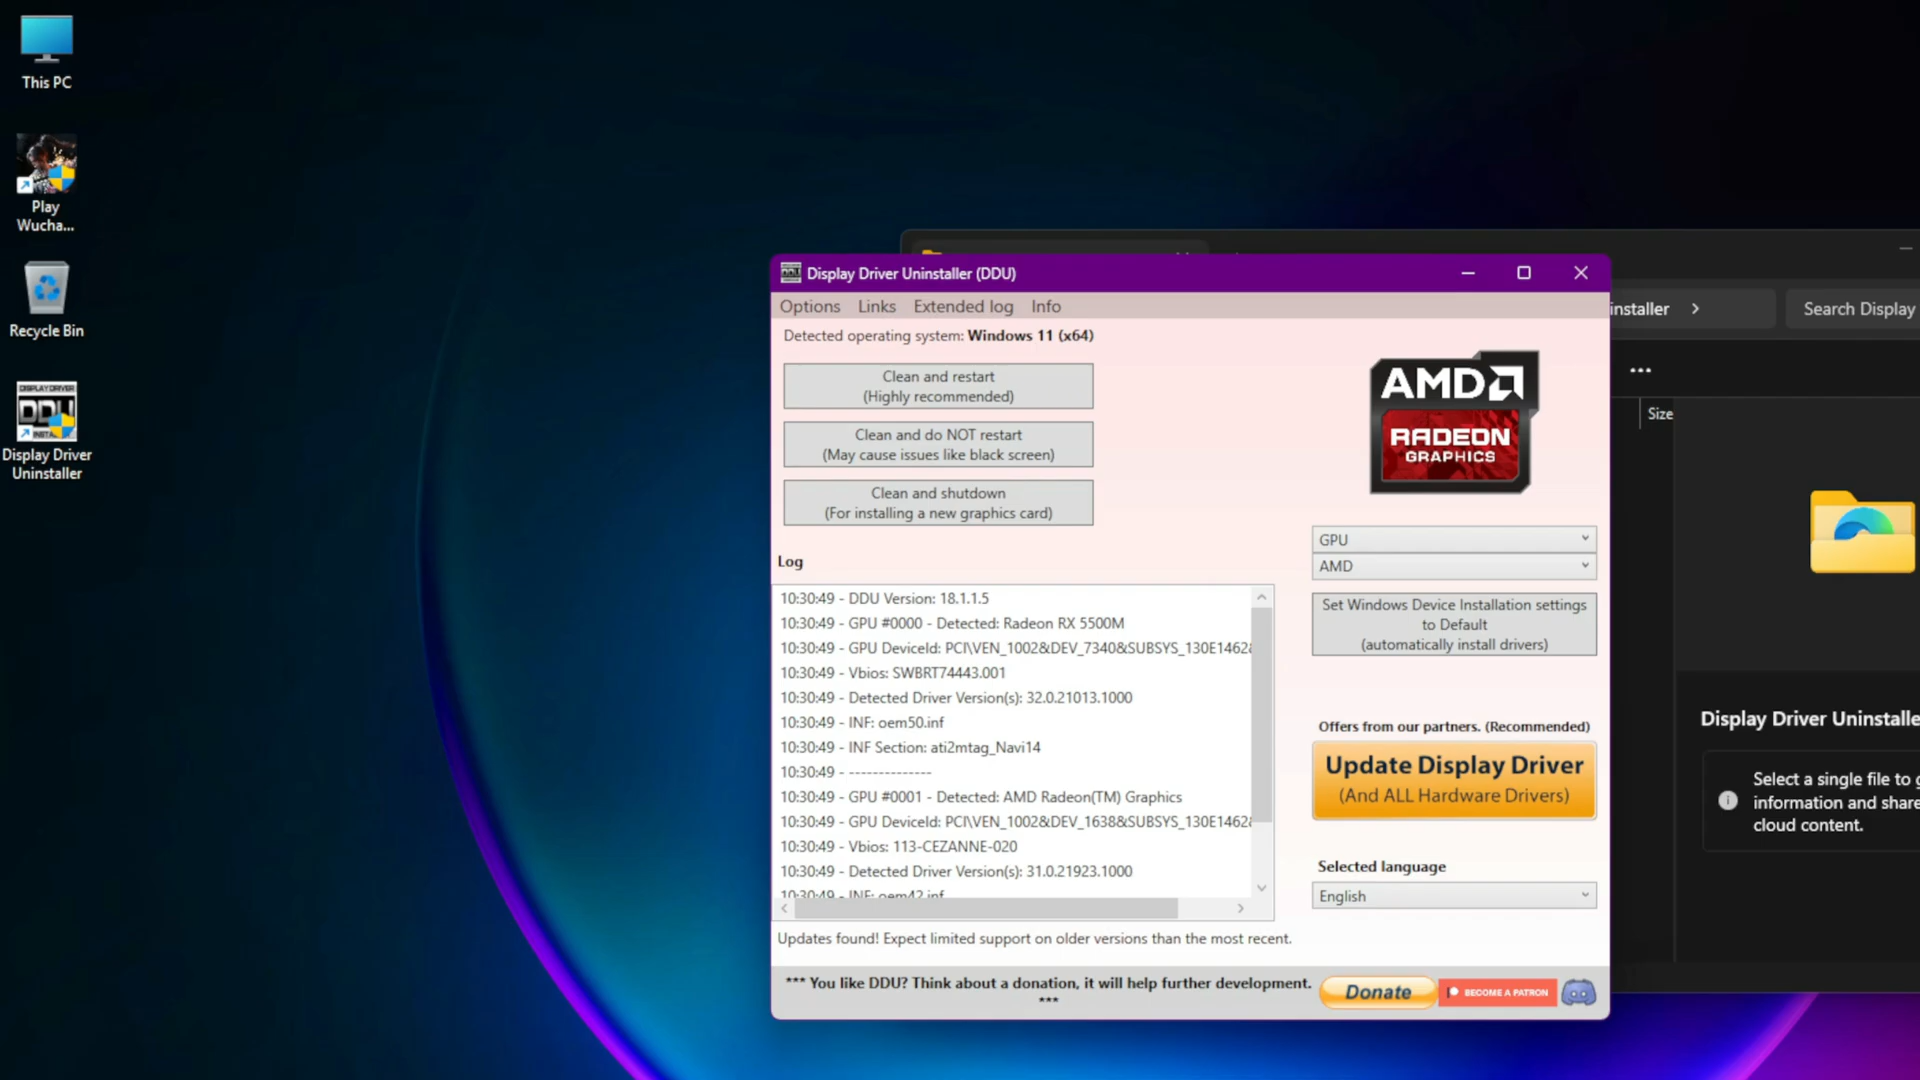 This PC
Play
Wucha...
Recycle Bin
DISPLAY DRIVER
DDU
Display Driver
Uninstaller
Display Driver Uninstaller (DDU)
Options Links Extended log Info
Detected operating system: Windows 11 (x64)
Clean and restart
(Highly recommended)
Clean and do NOT restart
(May cause issues like black screen)
Clean and shutdown
(For installing a new graphics card)
AMD
RADEON
GRAPHICS
GPU
AMD
Set Windows Device Installation settings
to Default
(automatically install drivers)
Log
10:30:49 - DDU Version: 18.1.1.5
10:30:49 - GPU #0000 - Detected: Radeon RX 5500M
10:30:49 - GPU DeviceId: PCI\VEN_1002&DEV_7340&SUBSYS_130E1462&
10:30:49 - Vbios: SWBRT74443.001
10:30:49 - Detected Driver Version(s): 32.0.21013.1000
10:30:49 - INF: oem50.inf
10:30:49 - INF Section: ati2mtag_Navi14
10:30:49 - --------------
10:30:49 - GPU #0001 - Detected: AMD Radeon(TM) Graphics
10:30:49 - GPU DeviceId: PCI\VEN_1002&DEV_1638&SUBSYS_130E1462&
10:30:49 - Vbios: 113-CEZANNE-020
10:30:49 - Detected Driver Version(s): 31.0.21923.1000
10:30:49 - INF: oem42.inf
Offers from our partners. (Recommended)
Update Display Driver
(And ALL Hardware Drivers)
Selected language
English
Updates found! Expect limited support on older versions than the most recent.
*** You like DDU? Think about a donation, it will help further development.
***
Donate
BECOME A PATRON
installer
Search Display
Size
Display Driver Uninstalle
Select a single file to g
information and share
cloud content.